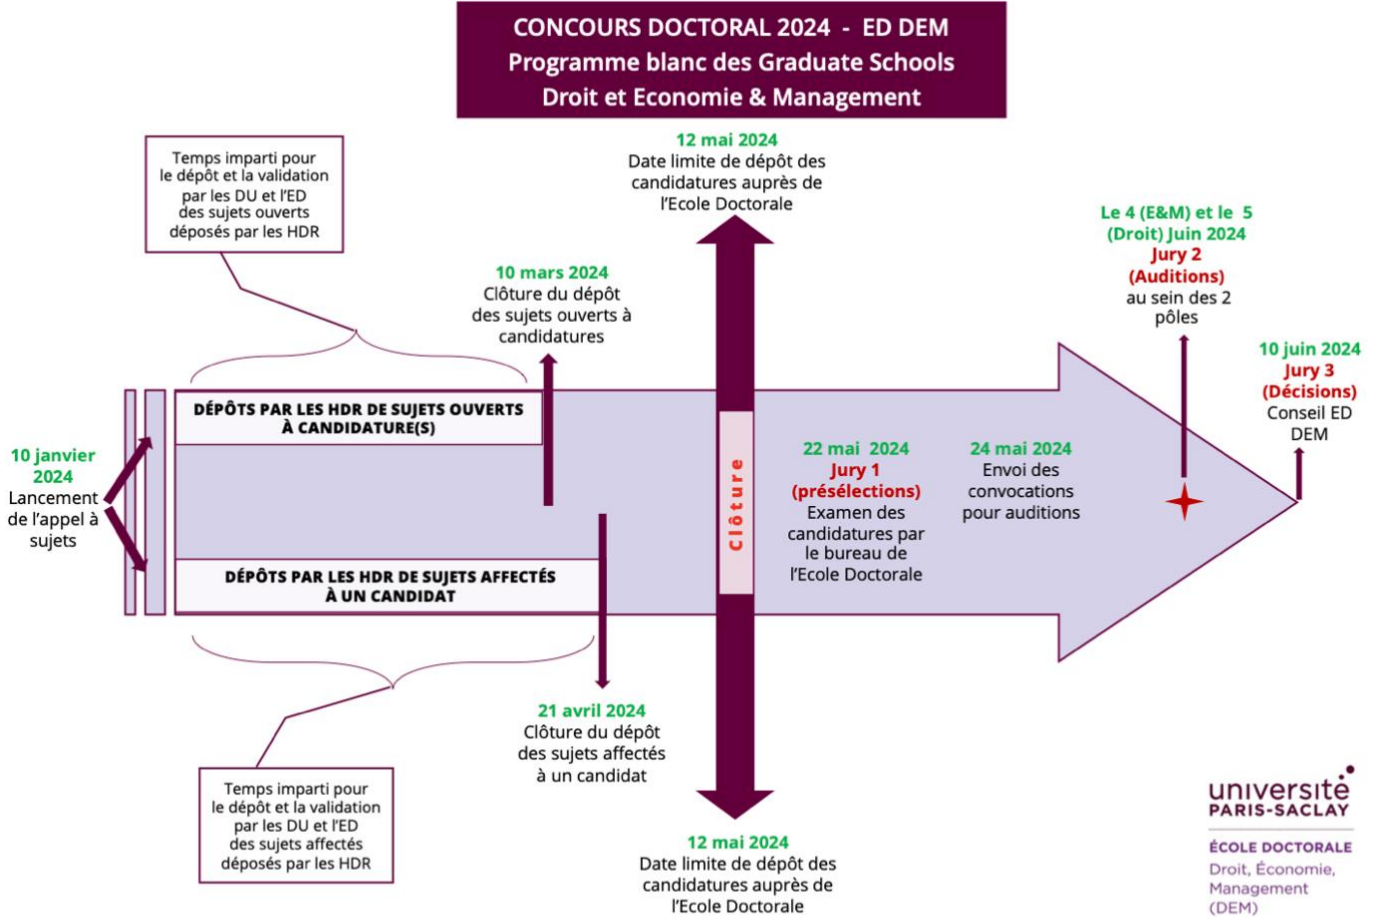 CONCOURS DOCTORAL 2024 - ED DEM
Programme blanc des Graduate Schools
Droit et Economie & Management
12 mai 2024
Date limite de dépôt des
candidatures auprès de
l'Ecole Doctorale
Temps imparti pour
le dépôt et la validation
par les DU et l'ED
des sujets ouverts
déposés par les HDR
10 mars 2024
Clôture du dépôt
des sujets ouverts à
candidatures
Le 4 (E&M) et le 5
(Droit) Juin 2024
Jury 2
(Auditions)
au sein des 2
pôles
10 juin 2024
Jury 3
(Décisions)
Conseil ED
DEM
DÉPÔTS PAR LES HDR DE SUJETS OUVERTS
À CANDIDATURE(S)
10 janvier
2024
Lancement
de l'appel à
sujets
Clôture
22 mai 2024
Jury 1
(présélections)
Examen des
candidatures par
le bureau de
l'Ecole Doctorale
24 mai 2024
Envoi des
convocations
pour auditions
DÉPÔTS PAR LES HDR DE SUJETS AFFECTÉS
À UN CANDIDAT
21 avril 2024
Clôture du dépôt
des sujets affectés
à un candidat
Temps imparti pour
le dépôt et la validation
par les DU et l'ED
des sujets affectés
déposés par les HDR
12 mai 2024
Date limite de dépôt des
candidatures auprès de
l'Ecole Doctorale
université
PARIS-SACLAY
ÉCOLE DOCTORALE
Droit, Économie,
Management
(DEM)